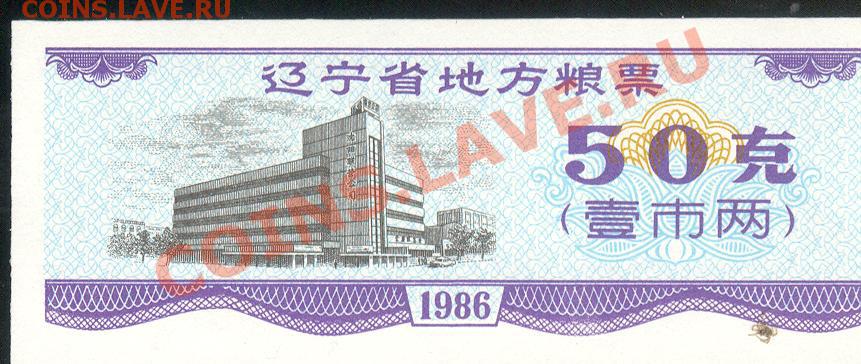 COINS.LAVE.RU
辽宁省地方粮票
50克
(壹市两)
1986
COINS.LAVE.RU